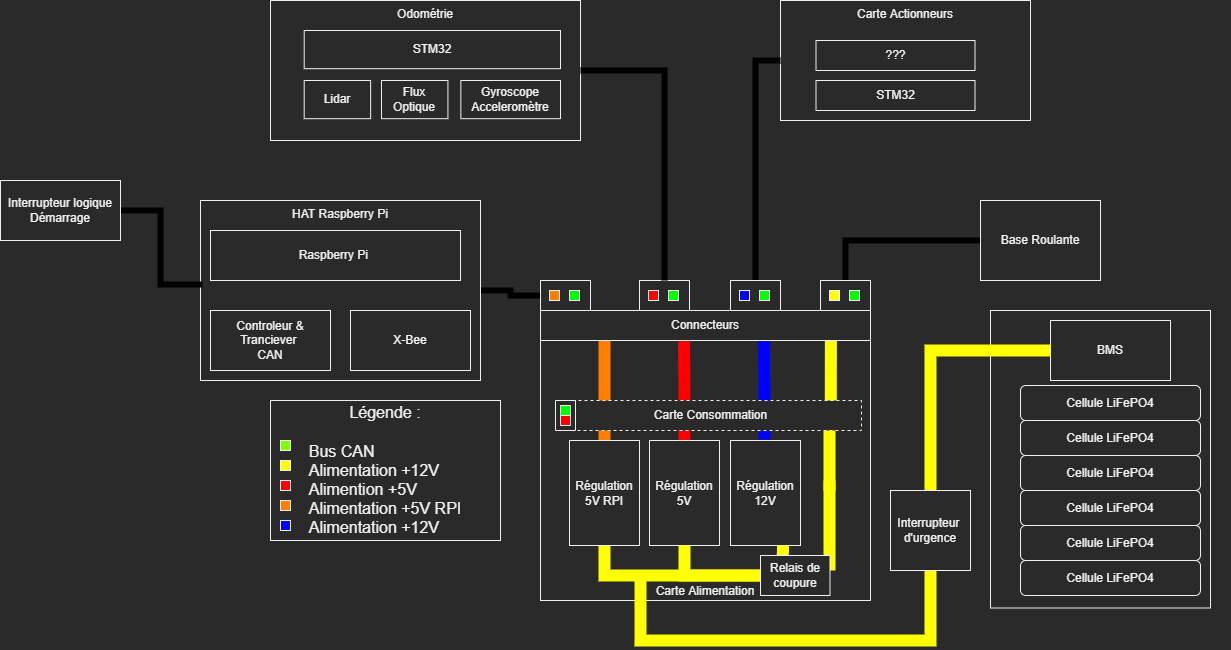 Odométrie
STM32
Lidar
Flux
Optique
Gyroscope
Acceleromètre
Carte Actionneurs
???
STM32
Interrupteur logique
Démarrage
HAT Raspberry Pi
Raspberry Pi
Controleur &
Tranciever
CAN
X-Bee
Base Roulante
Connecteurs
Carte Consommation
Régulation
5V RPI
Régulation
5V
Régulation
12V
Relais de
coupure
Carte Alimentation
Légende :
Bus CAN
Alimentation +12V
Alimention +5V
Alimentation +5V RPI
Alimentation +12V
Interrupteur
d'urgence
BMS
Cellule LiFePO4
Cellule LiFePO4
Cellule LiFePO4
Cellule LiFePO4
Cellule LiFePO4
Cellule LiFePO4